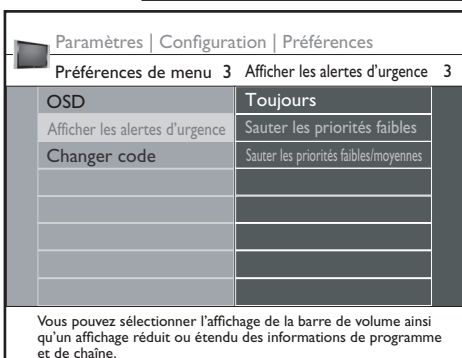 Paramètres | Configuration | Préférences
Préférences de menu 3 Afficher les alertes d'urgence 3
OSD Toujours
Afficher les alertes d'urgence Sauter les priorités faibles
Changer code Sauter les priorités faibles/moyennes
Vous pouvez sélectionner l'affichage de la barre de volume ainsi
qu'un affichage réduit ou étendu des informations de programme
et de chaîne.